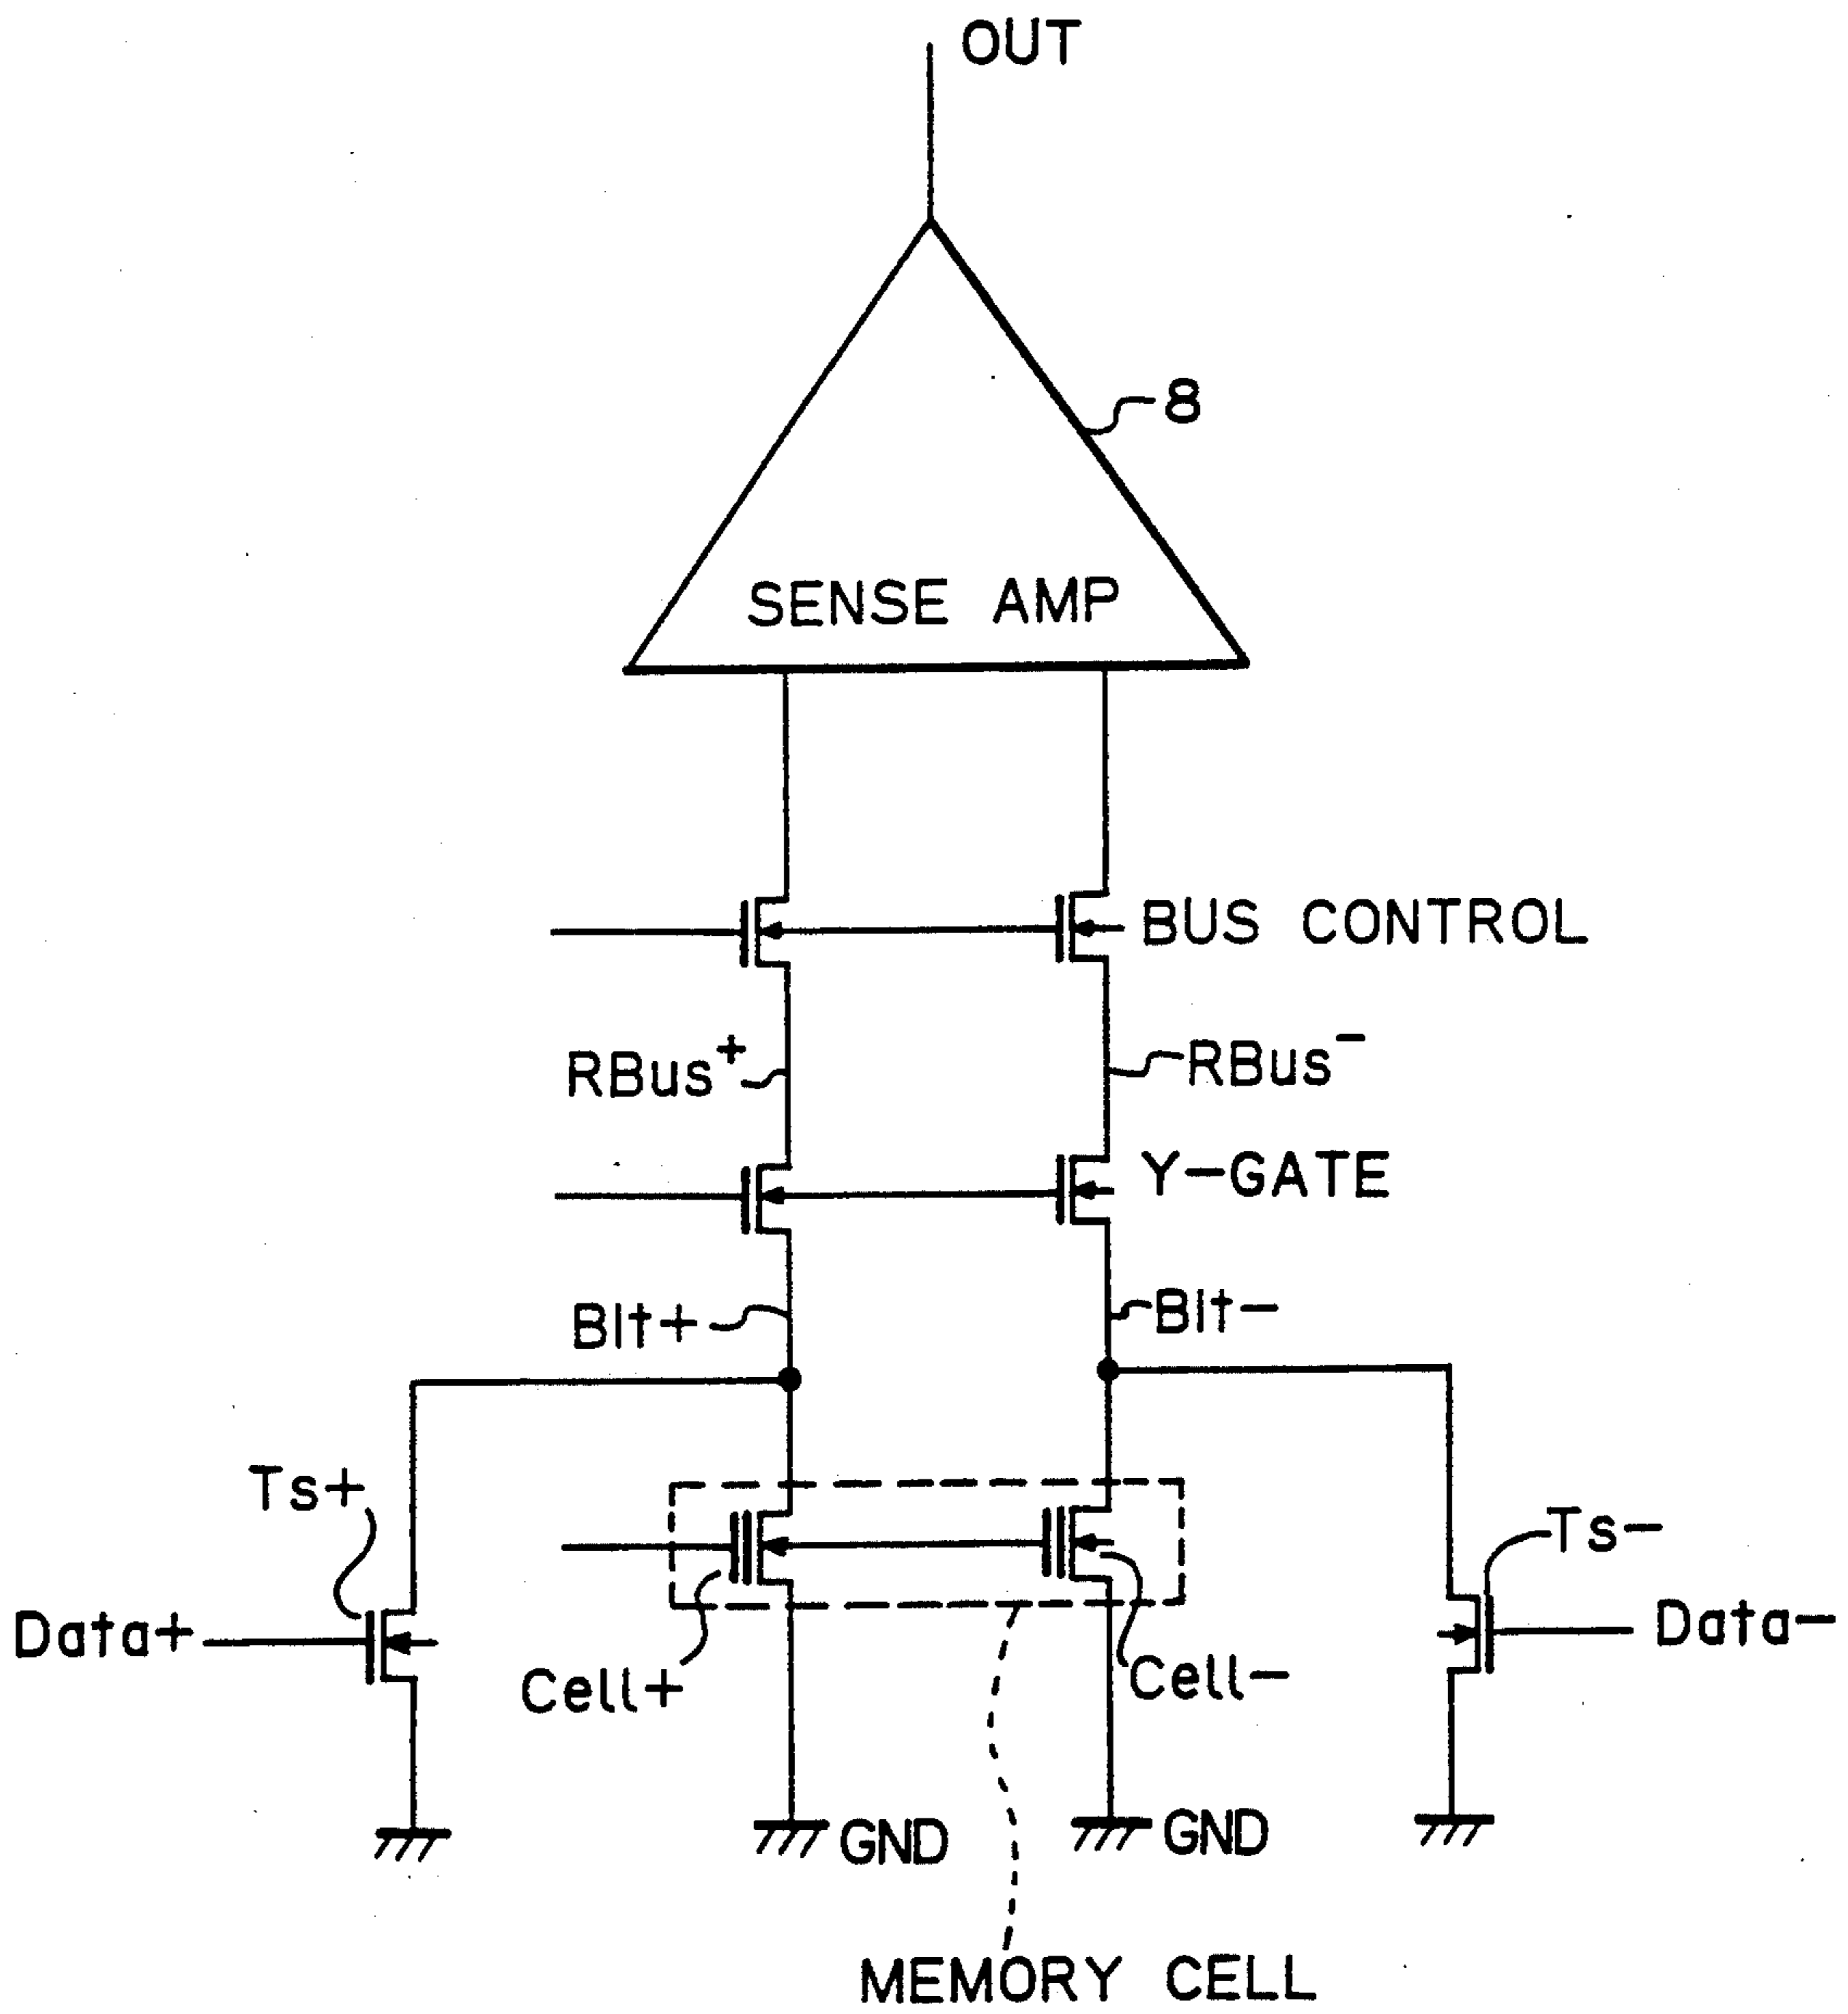 OUT
8
SENSE AMP
BUS CONTROL
RBus+
RBus-
Y-GATE
Bit+
Bit-
Ts+
Ts-
Data+
Data-
Cell+
Cell-
GND
GND
MEMORY CELL